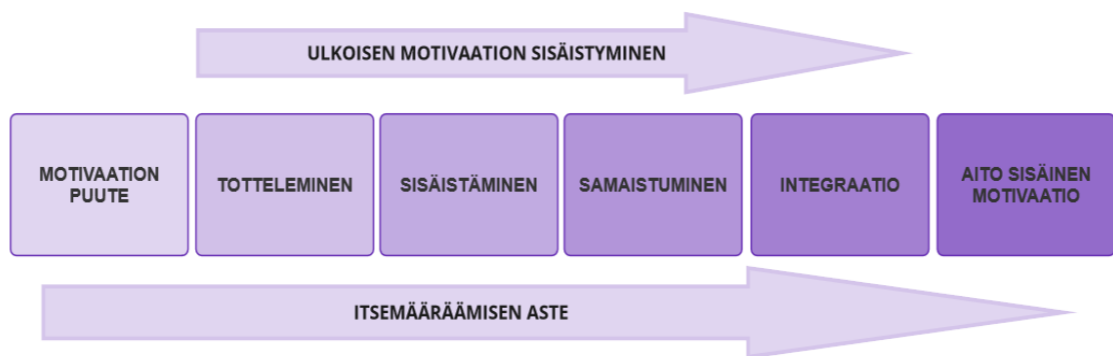 ULKOISEN MOTIVAATION SISÄISTYMINEN
MOTIVAATION
PUUTE
TOTTELEMINEN
SISÄISTÄMINEN
SAMAISTUMINEN
INTEGRAATIO
AITO SISÄINEN
MOTIVAATIO
ITSEMÄÄRÄÄMISEN ASTE